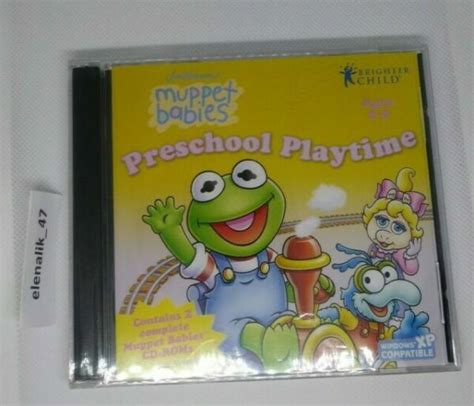 muppet
babies
BRIGHTER
CHILD
Preschool Playtime
elenalik_47
Contains 2
complete
Muppet Babies
CD-ROMs
WINDOWS XP
COMPATIBLE